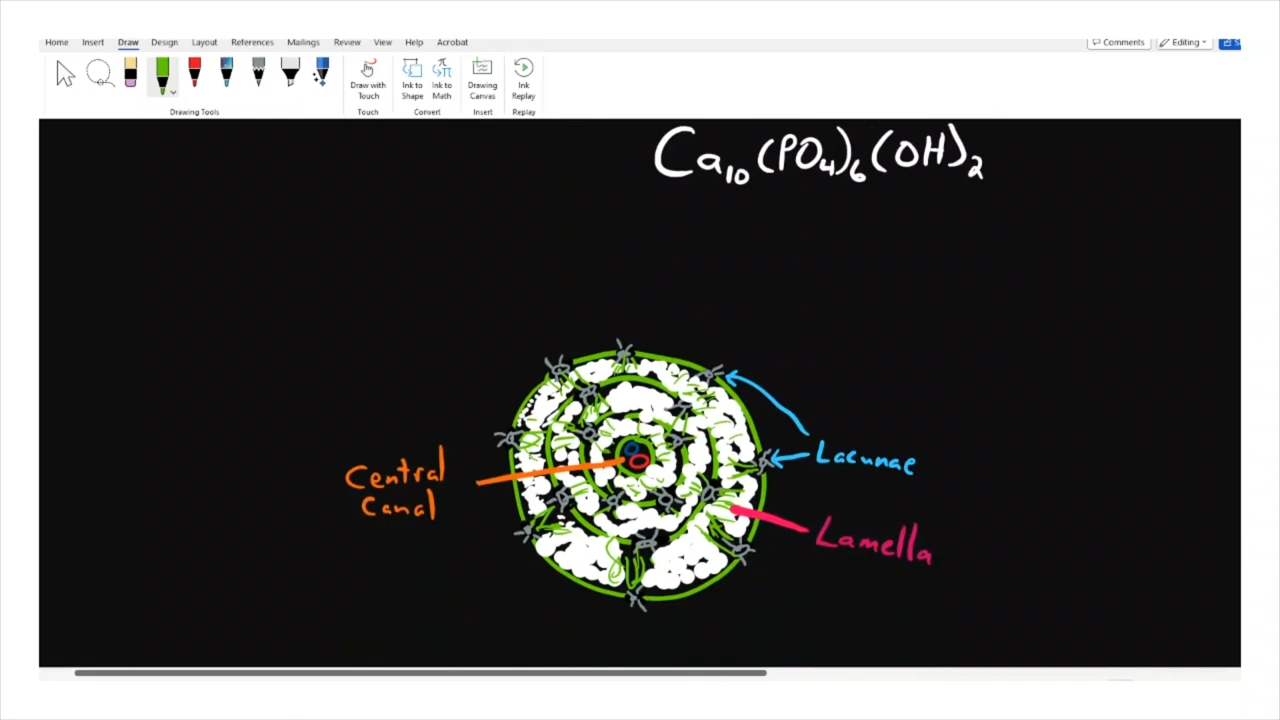 Home Insert Draw Design Layout References Mailings Review View Help Acrobat
Comments Editing
Draw with Touch
Ink to Shape
Ink to Math
Drawing Canvas
Ink Replay
Drawing Tools Touch Convert Insert Replay
Ca₁₀(PO₄)₆(OH)₂
Central
Canal
Lacunae
Lamella